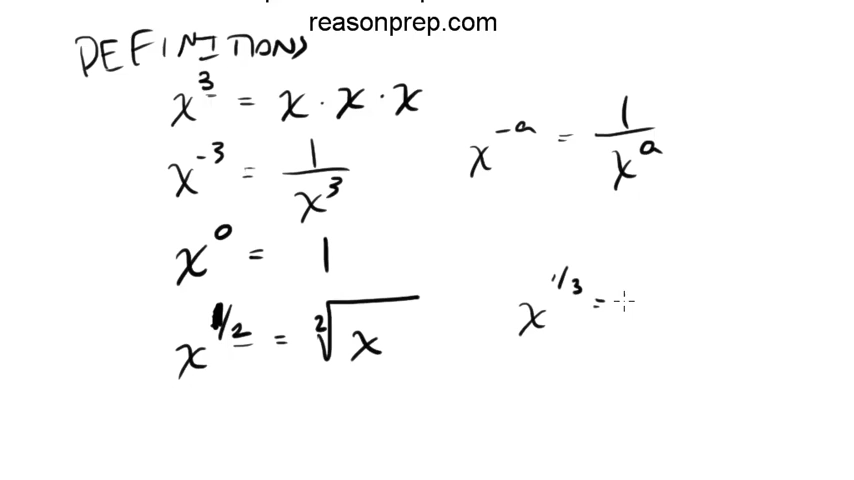 reasonprep.com
DEFINITIONS
x³ = x · x · x
x⁻³ = 1/x³
x⁻ᵃ = 1/xᵃ
x⁰ = 1
x^(1/2) = ²√x
x^(1/3) =